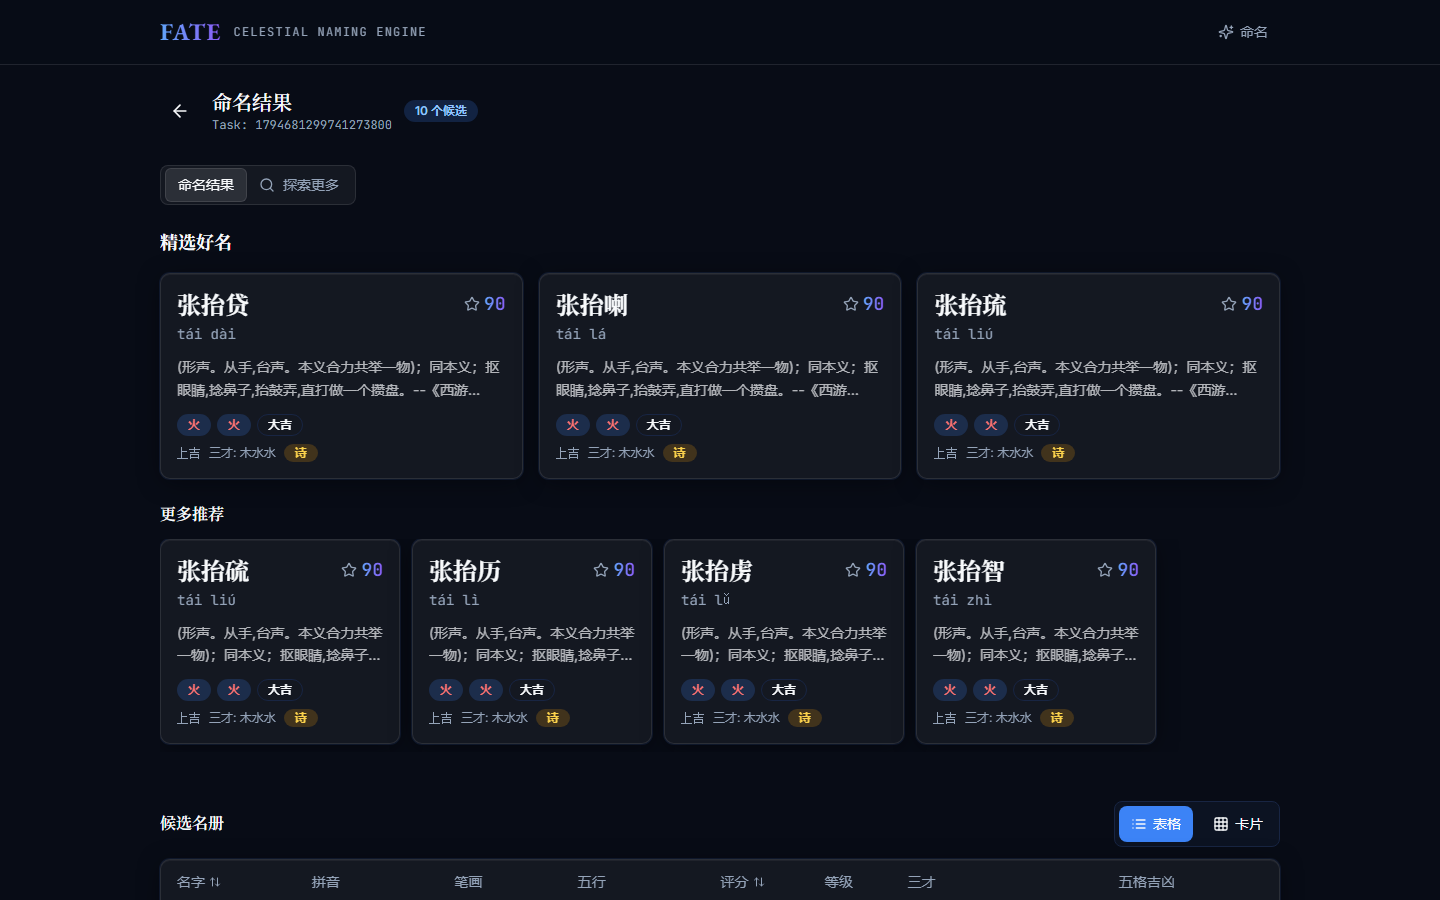 FATE CELESTIAL NAMING ENGINE
命名
命名结果
Task: 1794681299741273800
10 个候选
命名结果
探索更多
精选好名
张抬贷
90
tái dài
(形声。从手,台声。本义合力共举一物)；同本义；抠
眼睛,捻鼻子,抬鼓弄,直打做一个攒盘。--《西游...
火 火 大吉
上吉 三才: 木水水 诗
张抬喇
90
tái lá
(形声。从手,台声。本义合力共举一物)；同本义；抠
眼睛,捻鼻子,抬鼓弄,直打做一个攒盘。--《西游...
火 火 大吉
上吉 三才: 木水水 诗
张抬琉
90
tái liú
(形声。从手,台声。本义合力共举一物)；同本义；抠
眼睛,捻鼻子,抬鼓弄,直打做一个攒盘。--《西游...
火 火 大吉
上吉 三才: 木水水 诗
更多推荐
张抬硫
90
tái liú
(形声。从手,台声。本义合力共举
一物)；同本义；抠眼睛,捻鼻子...
火 火 大吉
上吉 三才: 木水水 诗
张抬历
90
tái lì
(形声。从手,台声。本义合力共举
一物)；同本义；抠眼睛,捻鼻子...
火 火 大吉
上吉 三才: 木水水 诗
张抬虏
90
tái lǔ
(形声。从手,台声。本义合力共举
一物)；同本义；抠眼睛,捻鼻子...
火 火 大吉
上吉 三才: 木水水 诗
张抬智
90
tái zhì
(形声。从手,台声。本义合力共举
一物)；同本义；抠眼睛,捻鼻子...
火 火 大吉
上吉 三才: 木水水 诗
候选名册
表格
卡片
名字 拼音 笔画 五行 评分 等级 三才 五格吉凶